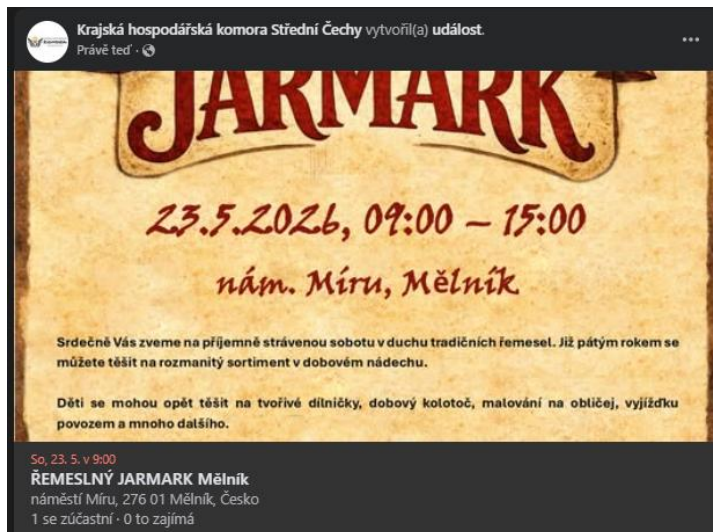 Krajská hospodářská komora Střední Čechy vytvořil(a) událost.
Právě teď ·
JARMARK
23.5.2026, 09:00 – 15:00
nám. Míru, Mělník
Srdečně Vás zveme na příjemně strávenou sobotu v duchu tradičních řemesel. Již pátým rokem se
můžete těšit na rozmanitý sortiment v dobovém nádechu.
Děti se mohou opět těšit na tvořivé dílničky, dobový kolotoč, malování na obličej, vyjížďku
povozem a mnoho dalšího.
So, 23. 5. v 9:00
ŘEMESLNÝ JARMARK Mělník
náměstí Míru, 276 01 Mělník, Česko
1 se zúčastní · 0 to zajímá